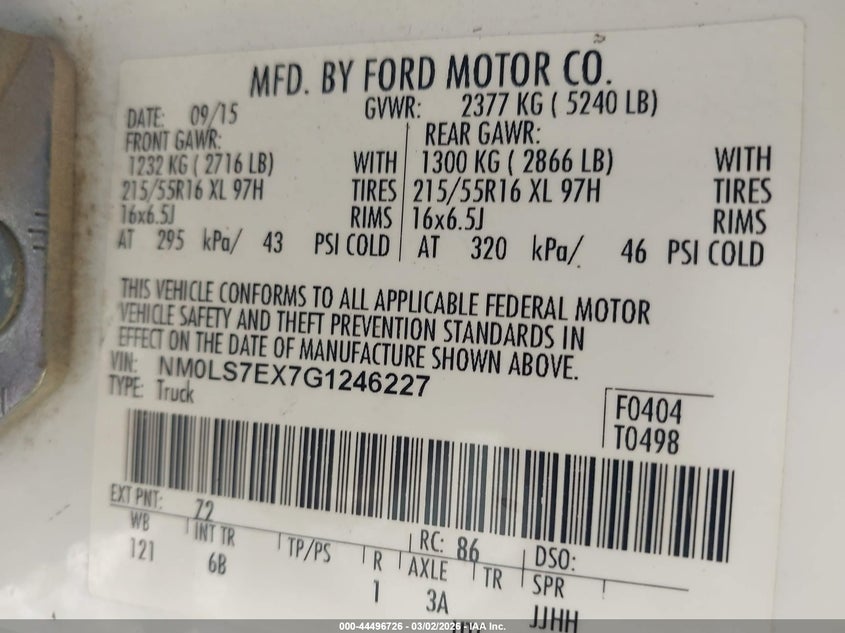 MFD. BY FORD MOTOR CO.
DATE: 09/15 GVWR: 2377 KG ( 5240 LB)
FRONT GAWR: REAR GAWR:
1232 KG ( 2716 LB) WITH 1300 KG ( 2866 LB) WITH
215/55R16 XL 97H TIRES 215/55R16 XL 97H TIRES
16x6.5J RIMS 16x6.5J RIMS
AT 295 kPa/ 43 PSI COLD AT 320 kPa/ 46 PSI COLD
THIS VEHICLE CONFORMS TO ALL APPLICABLE FEDERAL MOTOR
VEHICLE SAFETY AND THEFT PREVENTION STANDARDS IN
EFFECT ON THE DATE OF MANUFACTURE SHOWN ABOVE.
VIN: NM0LS7EX7G1246227
TYPE: Truck
F0404
T0498
EXT PNT: 72 RC: 86 DSO:
WB INT TR TP/PS R AXLE TR SPR
121 6B 1 3A JJHH
000-44496726 - 03/02/2026 - IAA Inc.